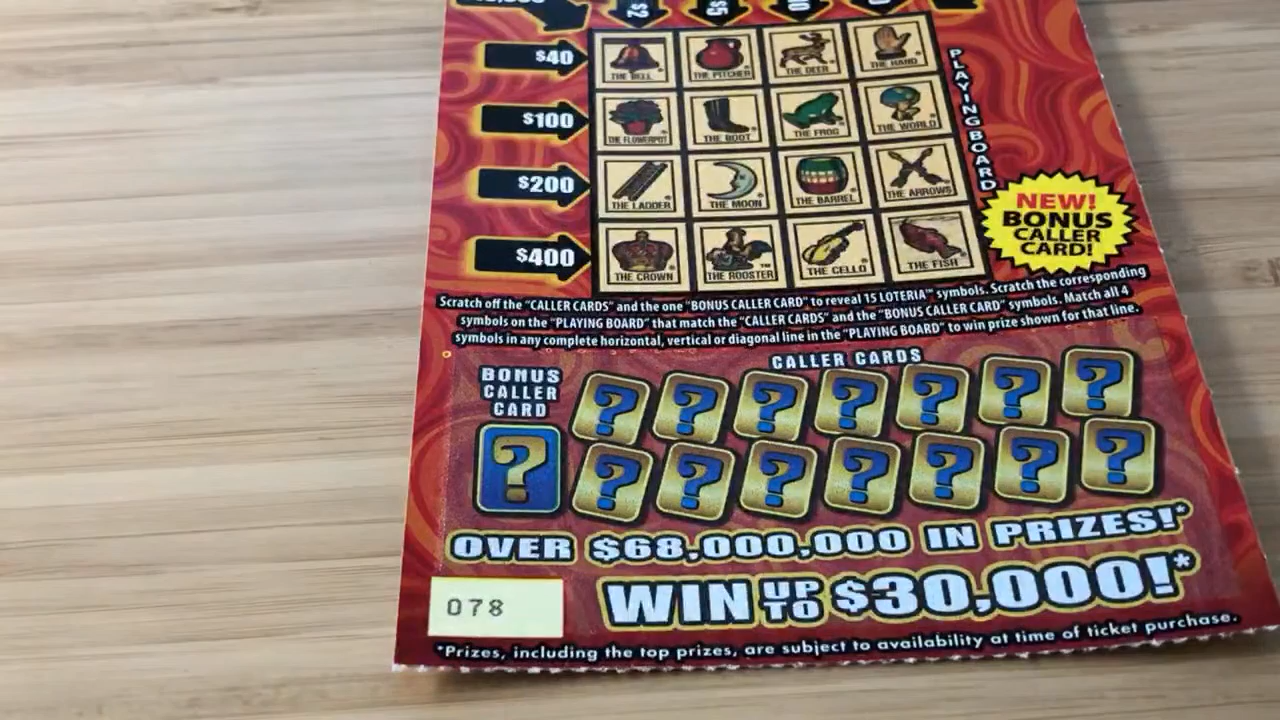 $2 $5 10
$40
THE BELL THE PITCHER THE DEER THE HAND
$100
THE FLOWERPOT THE BOOT THE FROG THE WORLD
$200
THE LADDER THE MOON THE BARREL THE ARROWS
$400
THE CROWN THE ROOSTER THE CELLO THE FISH
PLAYING BOARD
NEW!
BONUS
CALLER
CARD!
Scratch off the "CALLER CARDS" and the one "BONUS CALLER CARD" to reveal 15 LOTERIA™ symbols. Scratch the corresponding
symbols on the "PLAYING BOARD" that match the "CALLER CARDS" and the "BONUS CALLER CARD" symbols. Match all 4
symbols in any complete horizontal, vertical or diagonal line in the "PLAYING BOARD" to win prize shown for that line.
CALLER CARDS
BONUS
CALLER
CARD
? ? ? ? ? ? ?
? ? ? ? ? ? ? ?
OVER $68,000,000 IN PRIZES!*
WIN UP TO $30,000!*
078
*Prizes, including the top prizes, are subject to availability at time of ticket purchase.